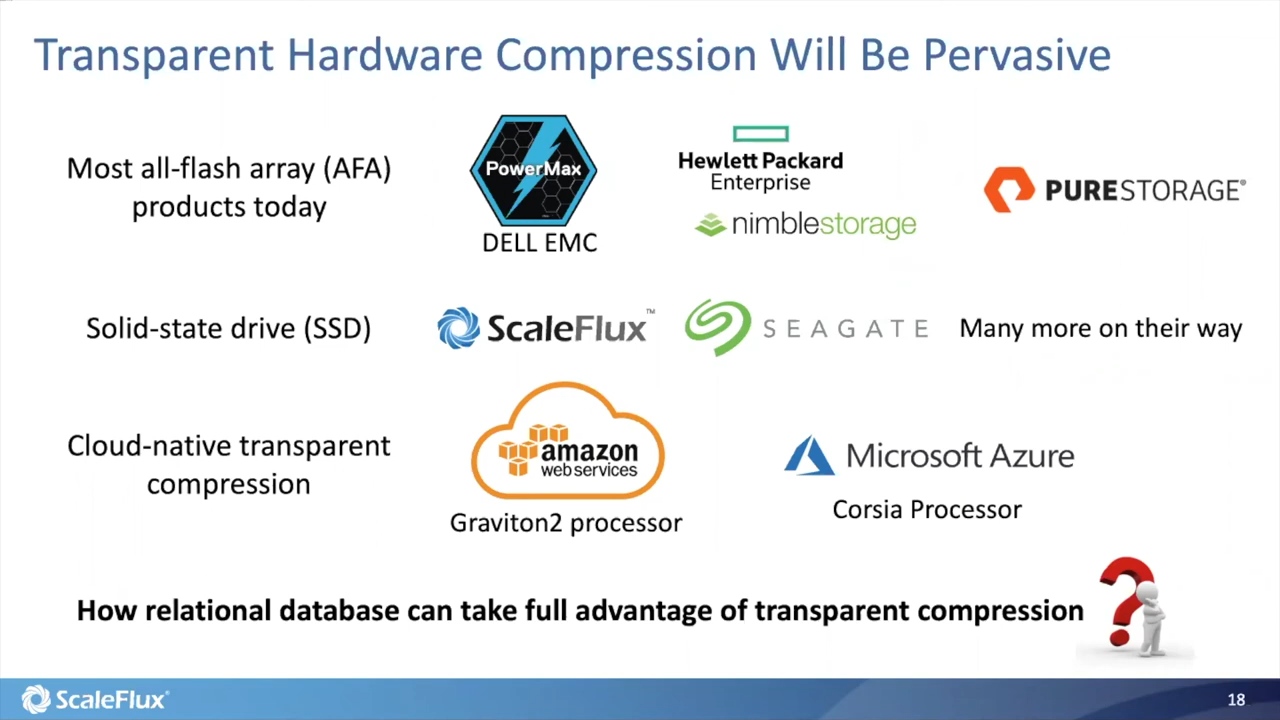 Transparent Hardware Compression Will Be Pervasive
Most all-flash array (AFA)
products today
PowerMax
DELL EMC
Hewlett Packard
Enterprise
nimblestorage
PURESTORAGE®
Solid-state drive (SSD)
ScaleFlux™
SEAGATE
Many more on their way
Cloud-native transparent
compression
amazon
web services
Graviton2 processor
Microsoft Azure
Corsia Processor
How relational database can take full advantage of transparent compression
?
ScaleFlux®
18